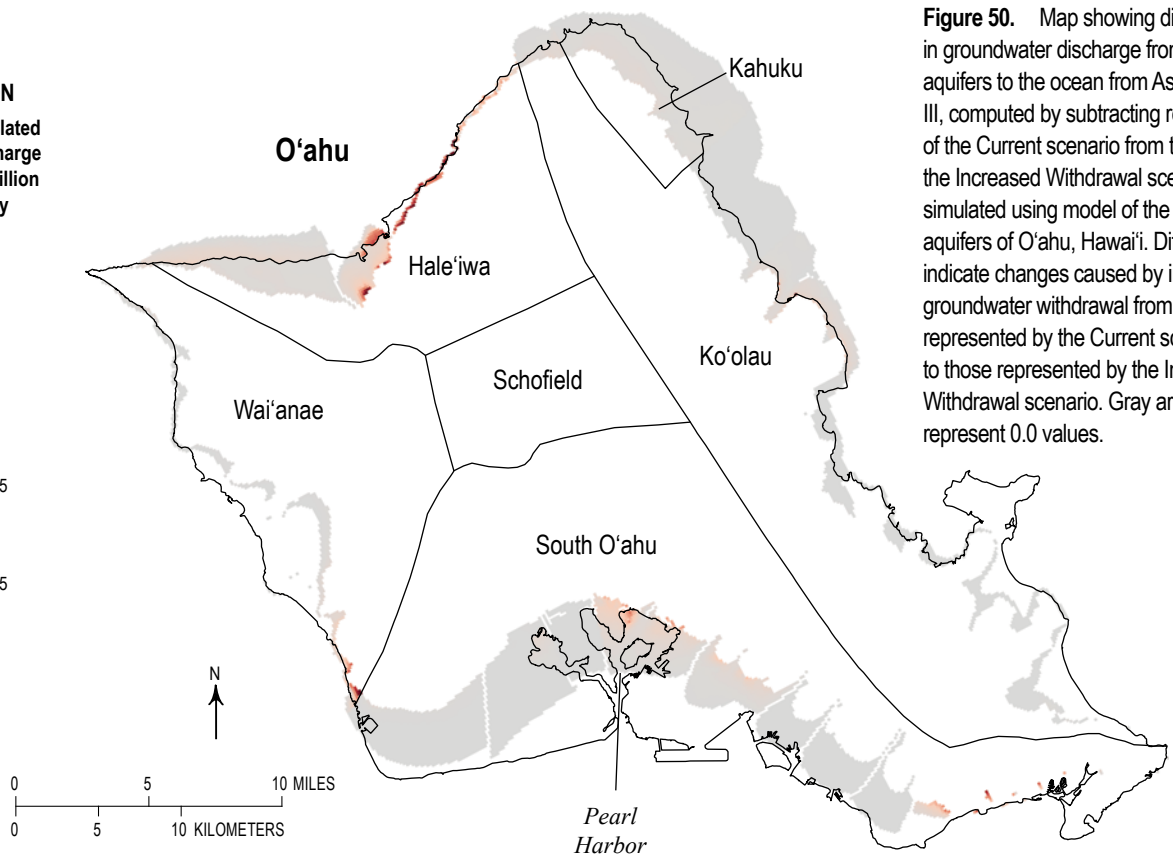 N
lated
harge
illion
y
5
5
O‘ahu
Kahuku
Hale‘iwa
Ko‘olau
Schofield
Wai‘anae
South O‘ahu
N
0 5 10 MILES
0 5 10 KILOMETERS
Pearl
Harbor
Figure 50. Map showing di
in groundwater discharge from
aquifers to the ocean from As
III, computed by subtracting re
of the Current scenario from t
the Increased Withdrawal sce
simulated using model of the
aquifers of O‘ahu, Hawai‘i. Di
indicate changes caused by i
groundwater withdrawal from
represented by the Current sc
to those represented by the In
Withdrawal scenario. Gray ar
represent 0.0 values.